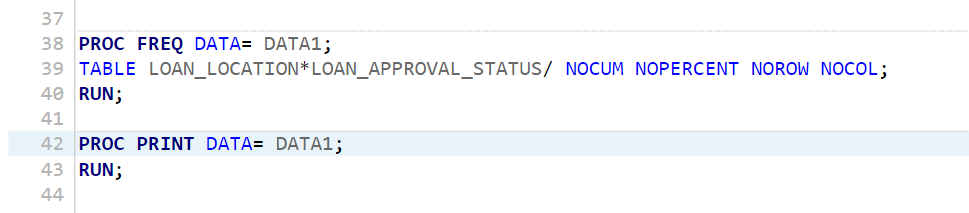 37
38 PROC FREQ DATA= DATA1;
39 TABLE LOAN_LOCATION*LOAN_APPROVAL_STATUS/ NOCUM NOPERCENT NOROW NOCOL;
40 RUN;
41
42 PROC PRINT DATA= DATA1;
43 RUN;
44